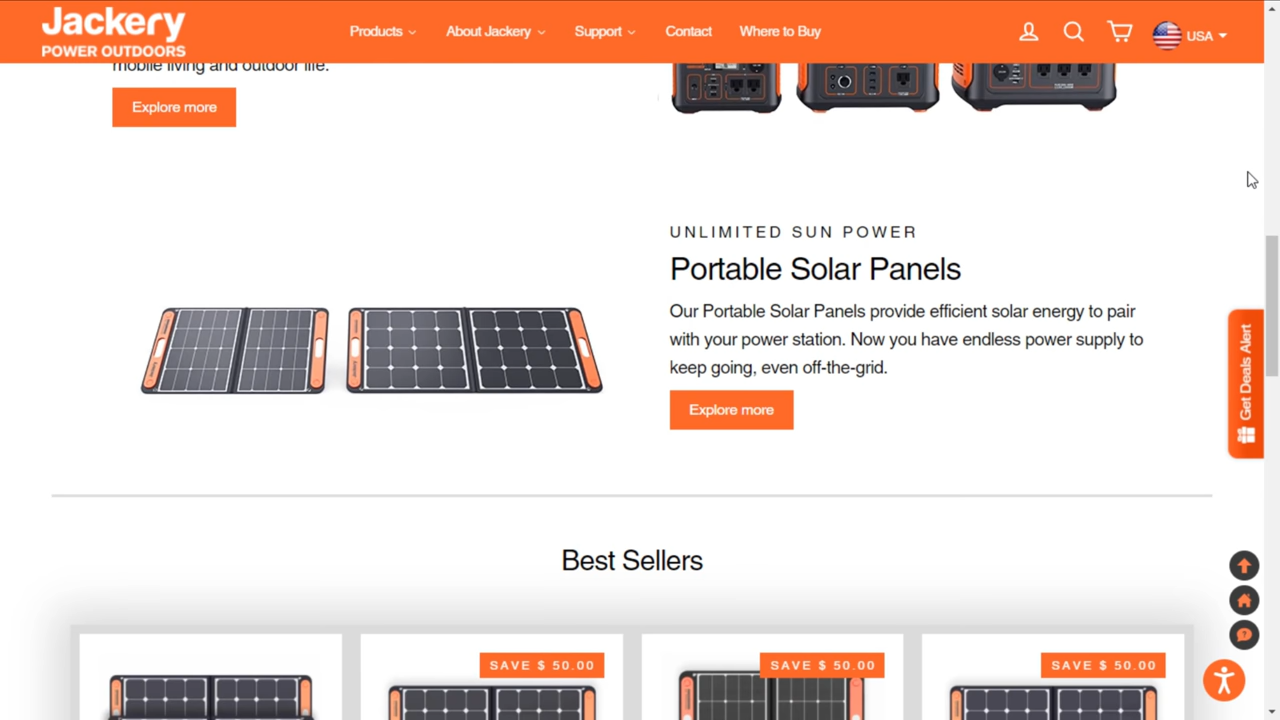 Jackery
POWER OUTDOORS
Products
About Jackery
Support
Contact
Where to Buy
USA
mobile living and outdoor life.
Explore more
UNLIMITED SUN POWER
Portable Solar Panels
Our Portable Solar Panels provide efficient solar energy to pair
with your power station. Now you have endless power supply to
keep going, even off-the-grid.
Explore more
Get Deals Alert
Best Sellers
SAVE $ 50.00
SAVE $ 50.00
SAVE $ 50.00